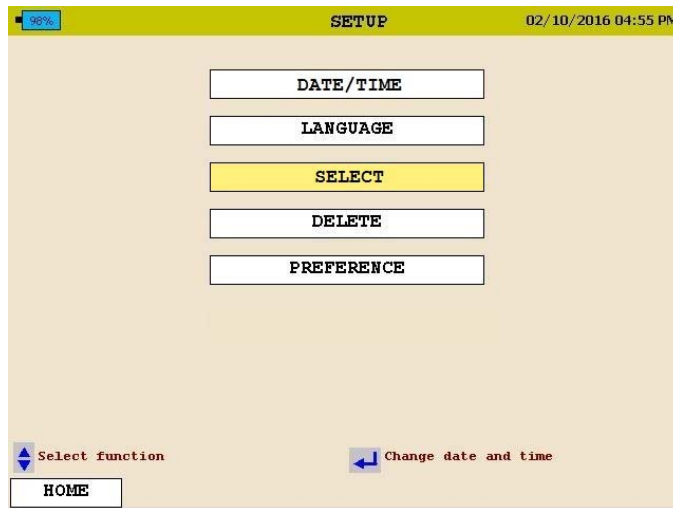 98% SETUP 02/10/2016 04:55 PM
DATE/TIME
LANGUAGE
SELECT
DELETE
PREFERENCE
Select function Change date and time
HOME